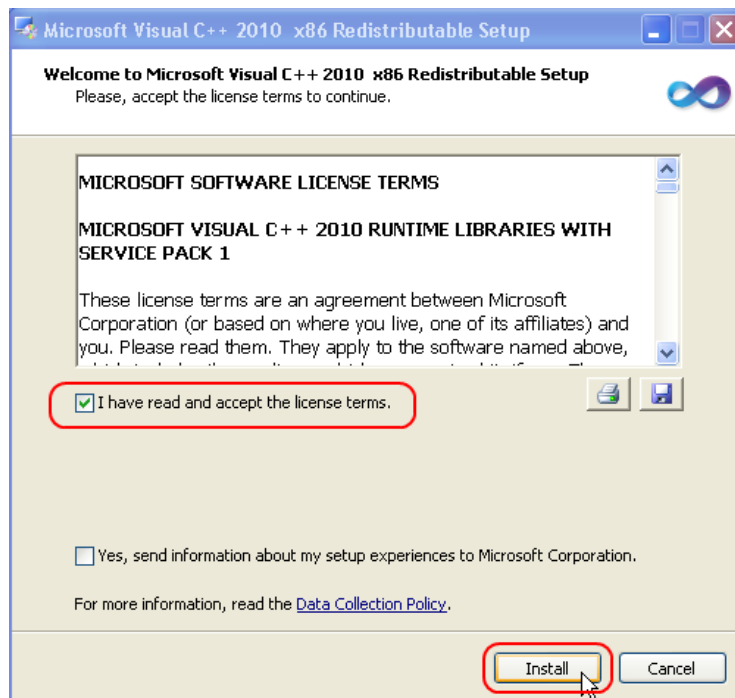 Microsoft Visual C++ 2010 x86 Redistributable Setup
Welcome to Microsoft Visual C++ 2010 x86 Redistributable Setup
Please, accept the license terms to continue.
MICROSOFT SOFTWARE LICENSE TERMS
MICROSOFT VISUAL C++ 2010 RUNTIME LIBRARIES WITH
SERVICE PACK 1
These license terms are an agreement between Microsoft
Corporation (or based on where you live, one of its affiliates) and
you. Please read them. They apply to the software named above,
I have read and accept the license terms.
Yes, send information about my setup experiences to Microsoft Corporation.
For more information, read the Data Collection Policy.
Install Cancel